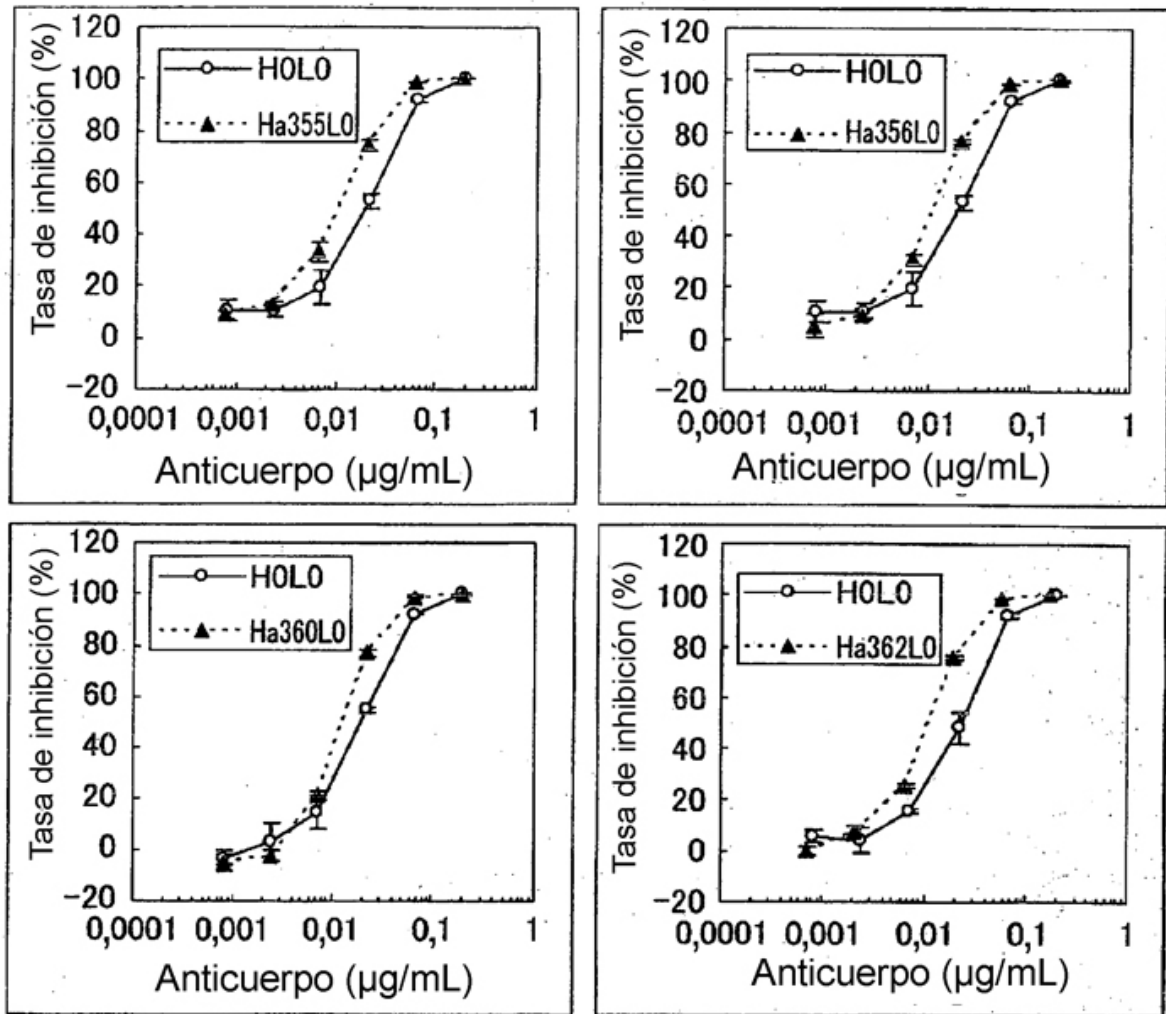 120
100
80
60
40
20
0
-20
Tasa de inhibición (%)
H0L0
Ha355L0
0,0001 0,001 0,01 0,1 1
Anticuerpo (µg/mL)
120
100
80
60
40
20
0
-20
Tasa de inhibición (%)
H0L0
Ha356L0
0,0001 0,001 0,01 0,1 1
Anticuerpo (µg/mL)
120
100
80
60
40
20
0
-20
Tasa de inhibición (%)
H0L0
Ha360L0
0,0001 0,001 0,01 0,1 1
Anticuerpo (µg/mL)
120
100
80
60
40
20
0
-20
Tasa de inhibición (%)
H0L0
Ha362L0
0,0001 0,001 0,01 0,1 1
Anticuerpo (µg/mL)